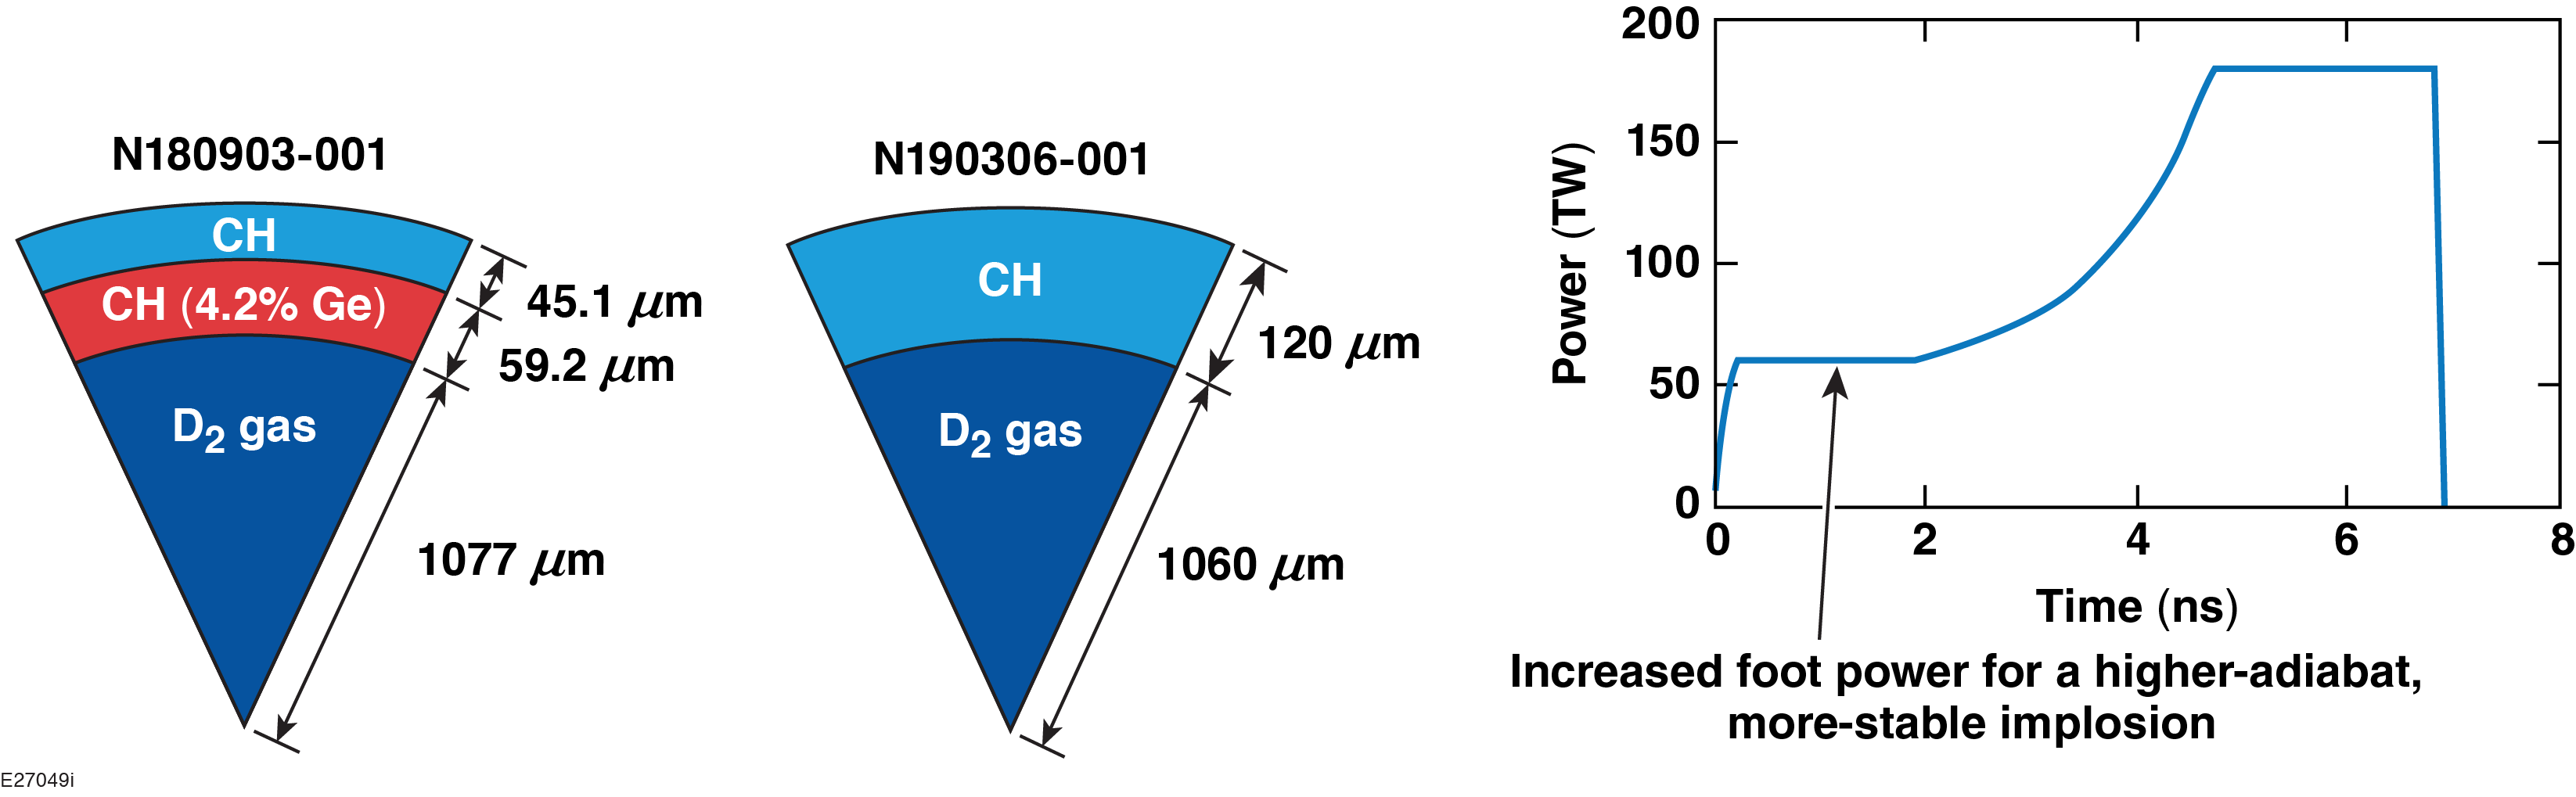 N180903-001
CH
CH (4.2% Ge)
D2 gas
45.1 μm
59.2 μm
1077 μm
N190306-001
CH
D2 gas
120 μm
1060 μm
Power (TW)
200
150
100
50
0
0 2 4 6 8
Time (ns)
Increased foot power for a higher-adiabat,
more-stable implosion
E27049i